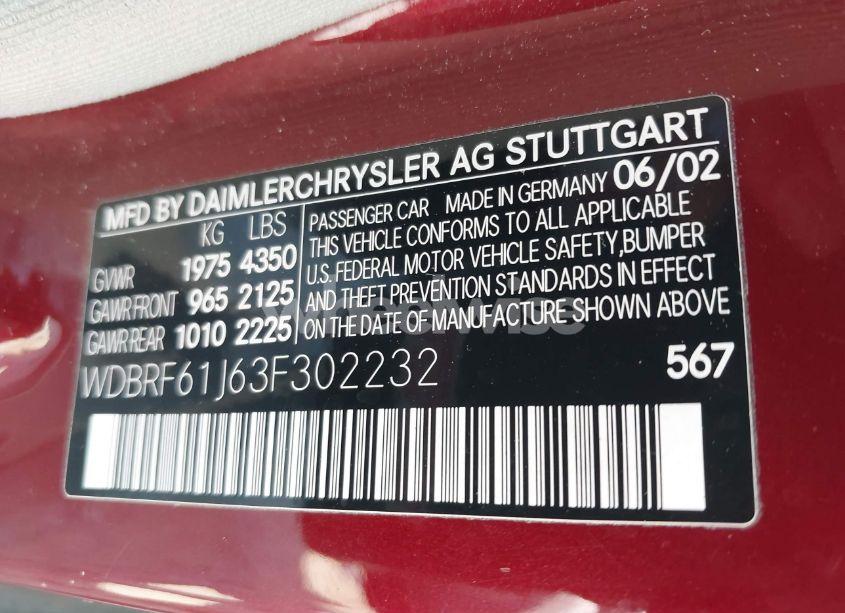 MFD BY DAIMLERCHRYSLER AG STUTTGART
KG LBS
GVWR 1975 4350
GAWR FRONT 965 2125
GAWR REAR 1010 2225
PASSENGER CAR MADE IN GERMANY 06/02
THIS VEHICLE CONFORMS TO ALL APPLICABLE
U.S. FEDERAL MOTOR VEHICLE SAFETY,BUMPER
AND THEFT PREVENTION STANDARDS IN EFFECT
ON THE DATE OF MANUFACTURE SHOWN ABOVE
WDBRF61J63F302232
567